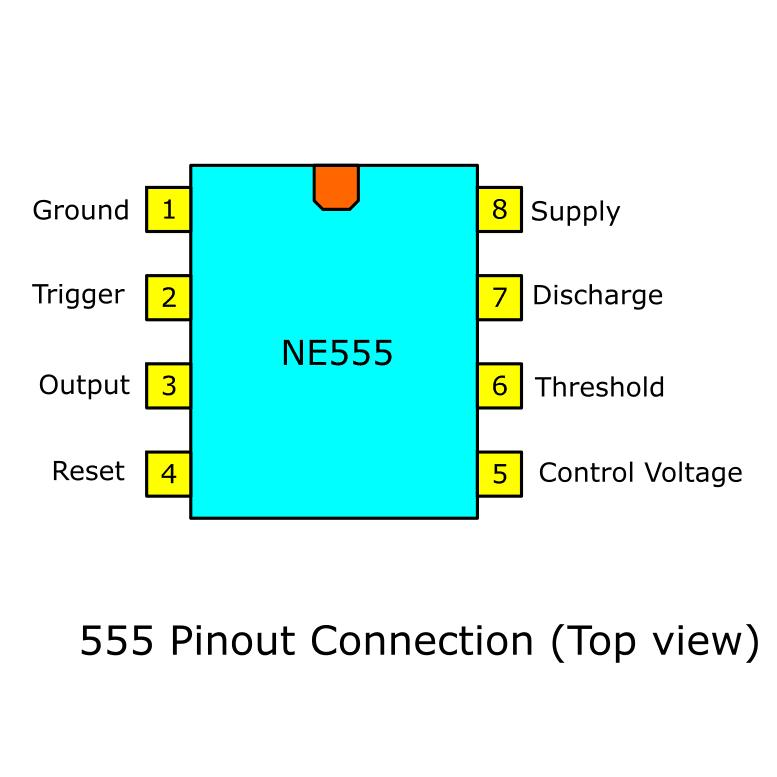 Ground 1 8 Supply
Trigger 2 7 Discharge
NE555
Output 3 6 Threshold
Reset 4 5 Control Voltage
555 Pinout Connection (Top view)